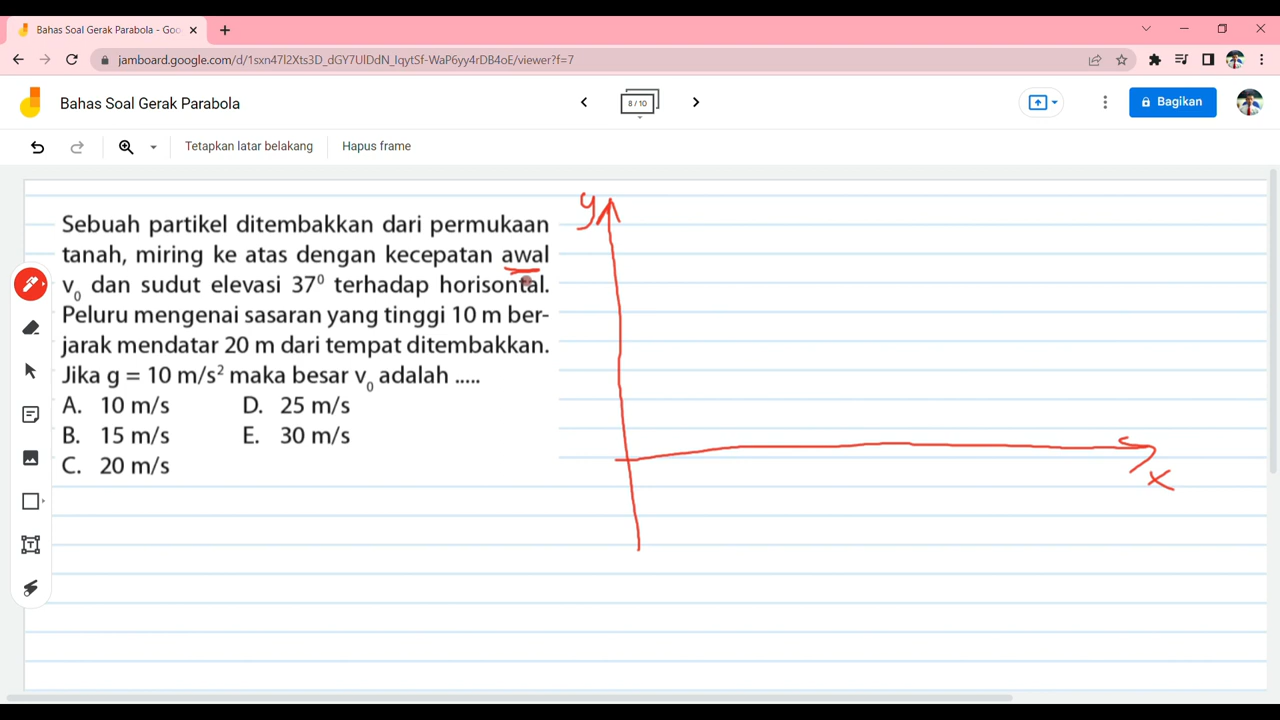 Bahas Soal Gerak Parabola - Goo
jamboard.google.com/d/1sxn47l2Xts3D_dGY7UlDdN_IqytSf-WaP6yy4rDB4oE/viewer?f=7
Bahas Soal Gerak Parabola
8 / 10
Bagikan
Tetapkan latar belakang
Hapus frame
Sebuah partikel ditembakkan dari permukaan
tanah, miring ke atas dengan kecepatan awal
v₀ dan sudut elevasi 37⁰ terhadap horisontal.
Peluru mengenai sasaran yang tinggi 10 m ber-
jarak mendatar 20 m dari tempat ditembakkan.
Jika g = 10 m/s² maka besar v₀ adalah .....
A. 10 m/s D. 25 m/s
B. 15 m/s E. 30 m/s
C. 20 m/s
y
x